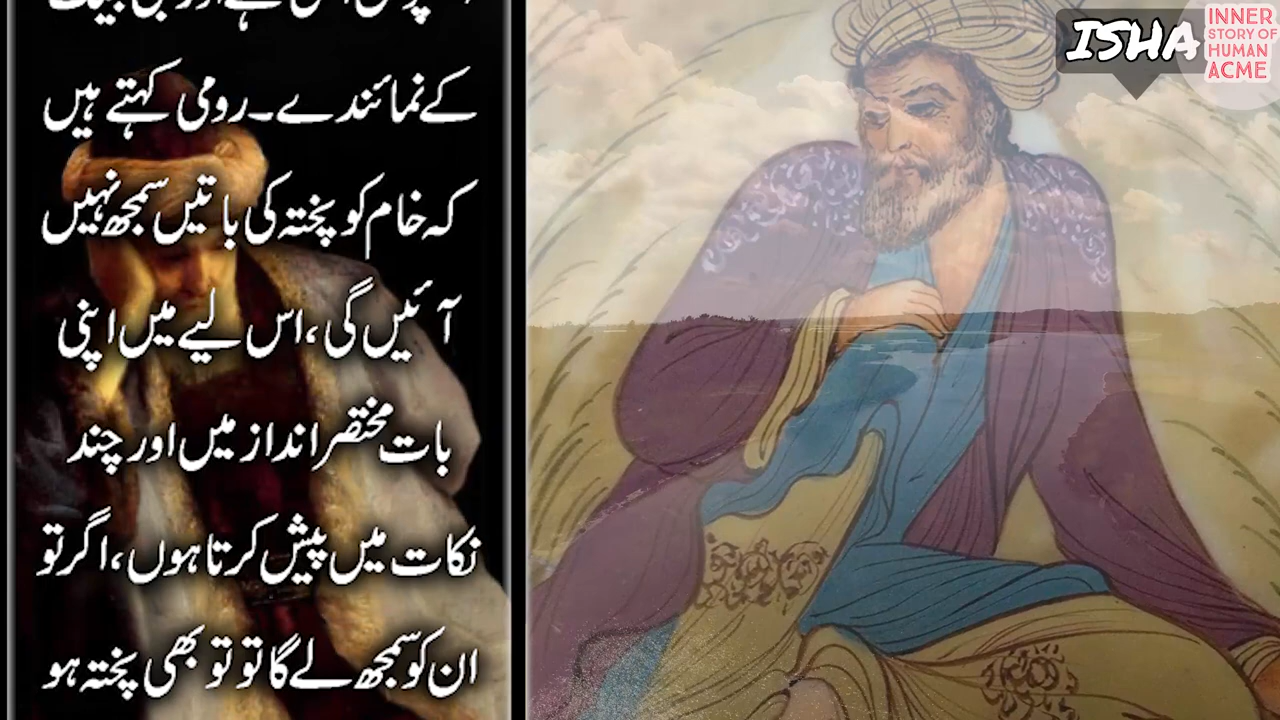 کے نمائندے۔ رومی کہتے ہیں
کہ خام کو پختہ کی باتیں سمجھ نہیں
آئیں گی، اس لیے میں اپنی
بات مختصر انداز میں اور چند
نکات میں پیش کرتا ہوں، اگر تو
ان کو سمجھ لے گا تو تو بھی پختہ ہو
ISHA
INNER
STORY OF
HUMAN
ACME